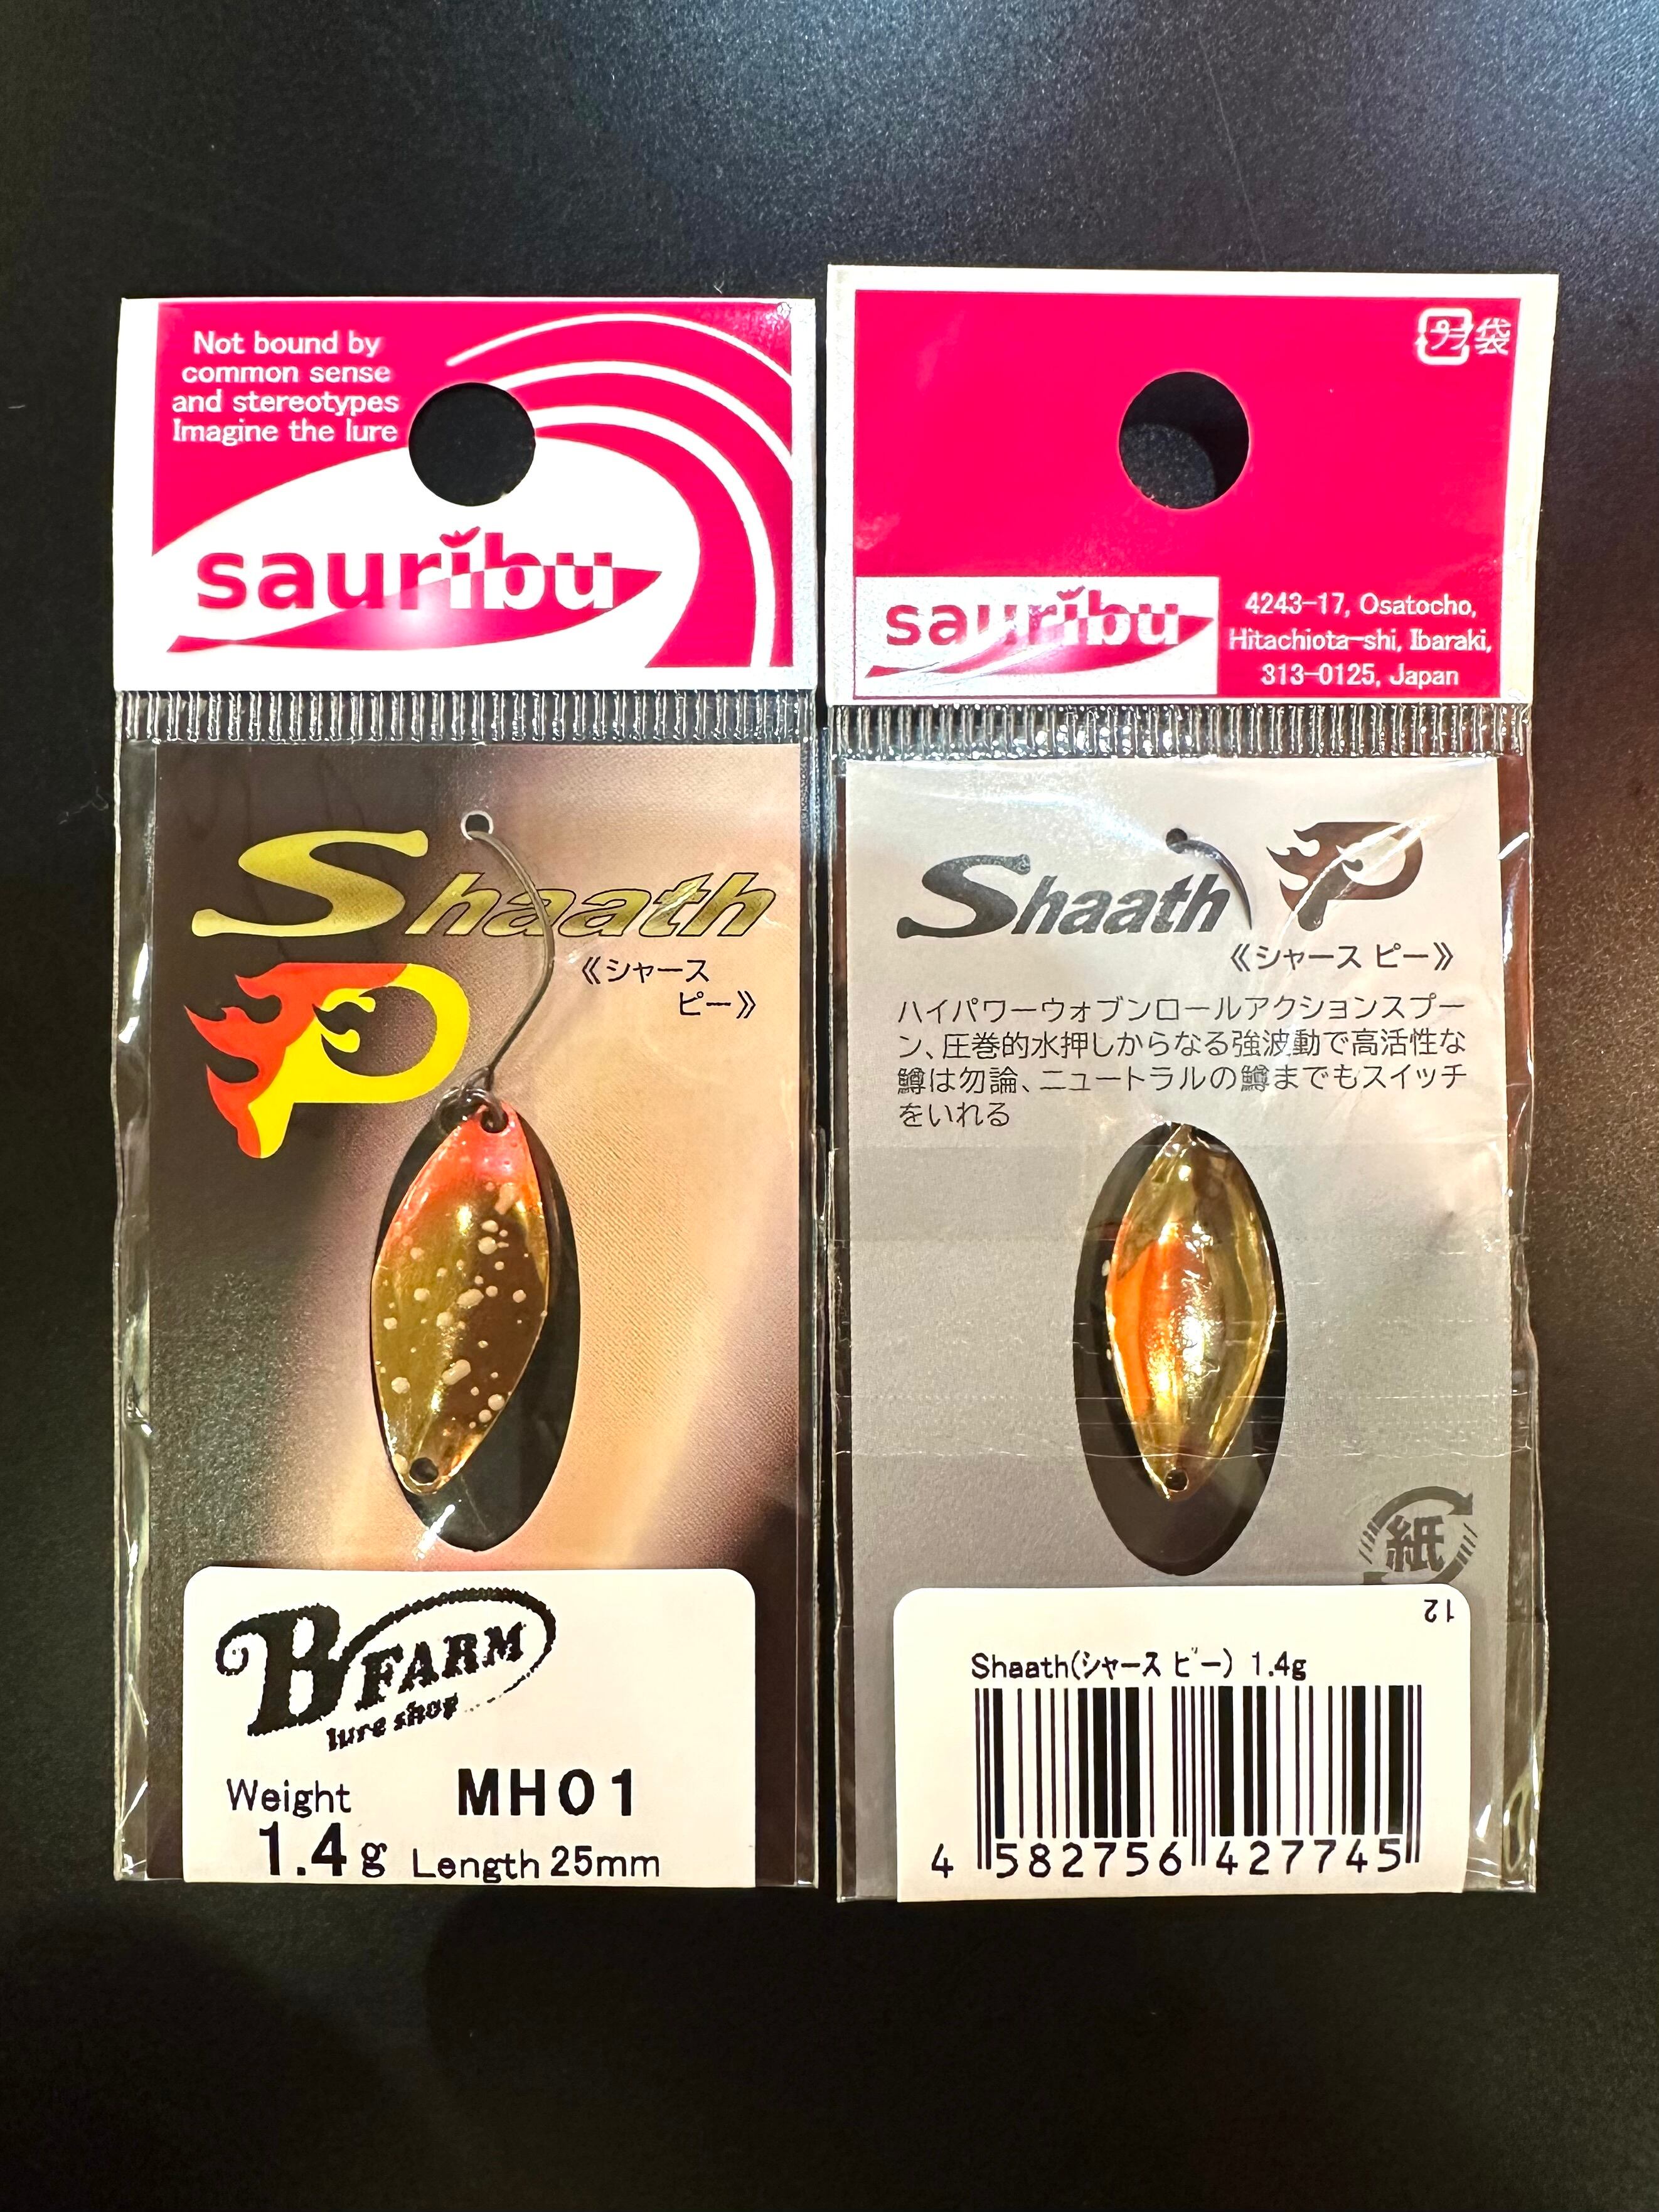 Not bound by
common sense
and stereotypes
Imagine the lure
sauribu
Shaath
P
《シャース
ピー》
B FARM
lure shop
Weight
MH01
1.4g Length 25mm
プラ 袋
sauribu
4243-17, Osatocho,
Hitachiota-shi, Ibaraki,
313-0125, Japan
Shaath P
《シャース ピー》
ハイパワーウォブンロールアクションスプー
ン、圧巻的水押しからなる強波動で高活性な
鱒は勿論、ニュートラルの鱒までもスイッチ
をいれる
紙
12
Shaath(シャース ピー) 1.4g
4 582756 427745